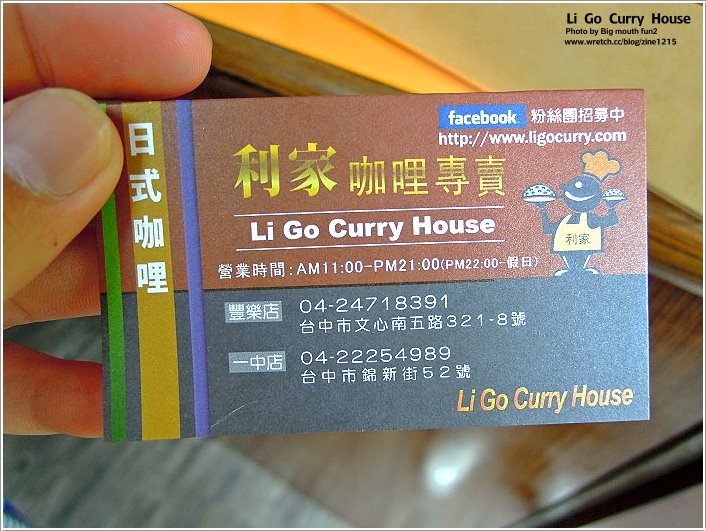 Li Go Curry House
Photo by Big mouth fun2
www.wretch.cc/blog/zine1215
facebook 粉絲團招募中
http://www.ligocurry.com
日式咖哩
利家 咖哩專賣
Li Go Curry House
利家
營業時間:AM11:00-PM21:00(PM22:00-假日)
豐樂店 04-24718391
台中市文心南五路321-8號
一中店 04-22254989
台中市錦新街52號
Li Go Curry House